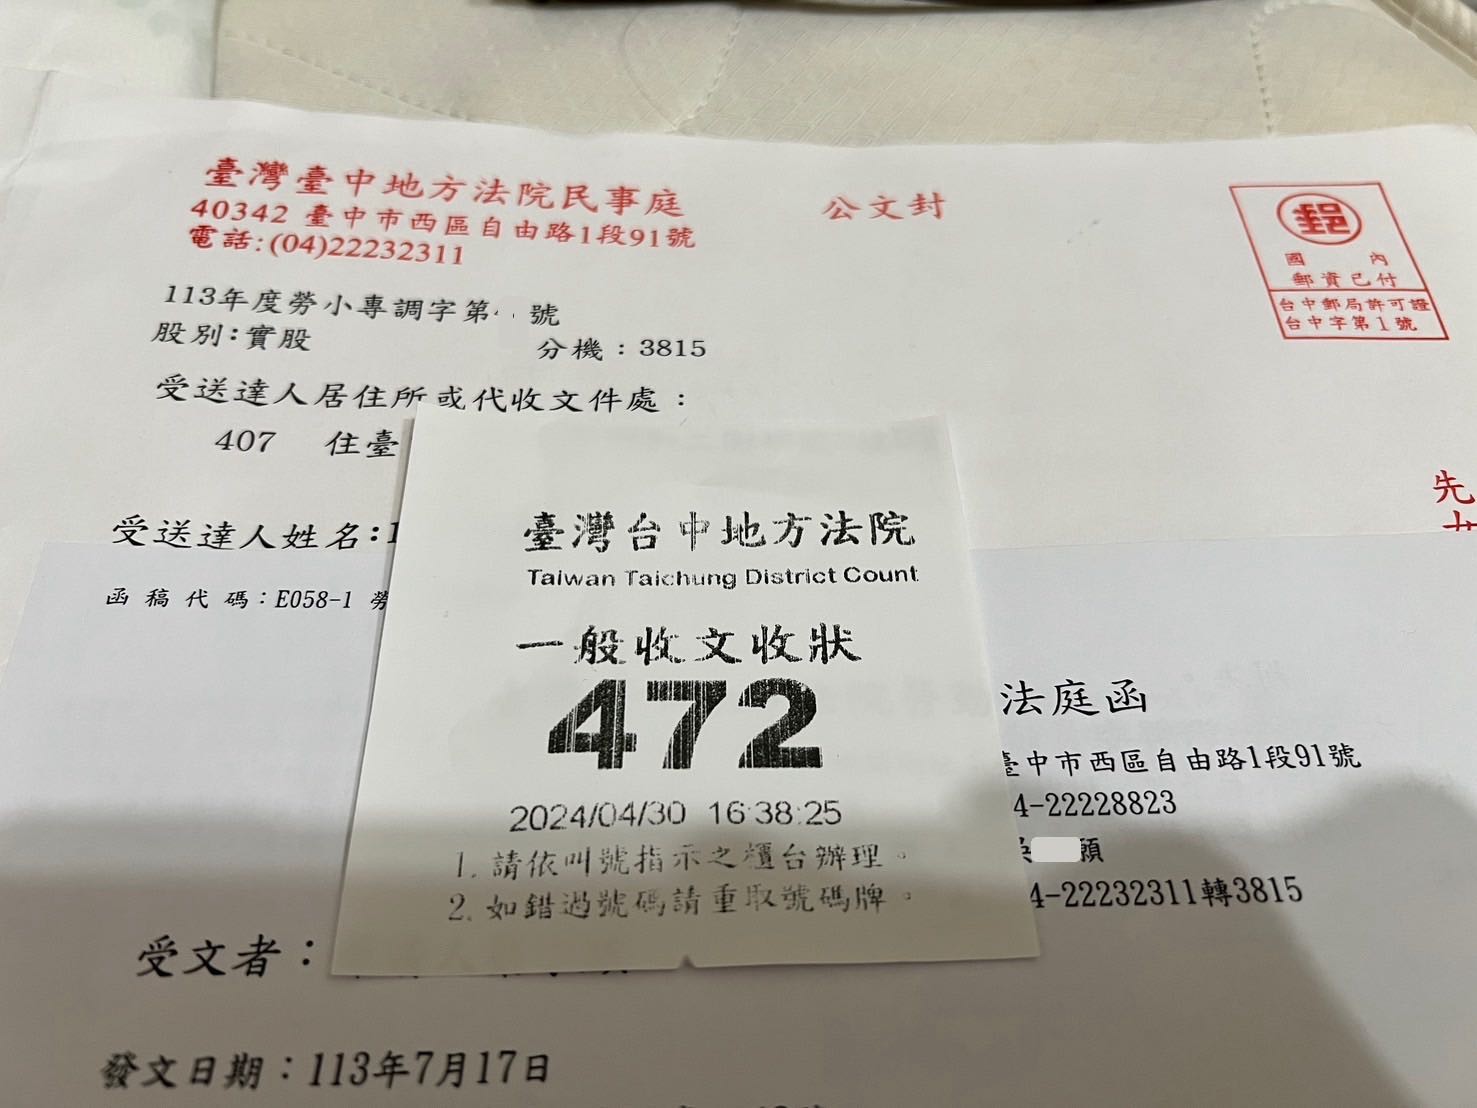 臺灣臺中地方法院民事庭
40342 臺中市西區自由路1段91號
電話:(04)22232311
公文封
郵
國內
郵資已付
台中郵局許可證
台中字第1號
113年度勞小專調字第 號
股別:實股
分機：3815
受送達人居住所或代收文件處：
407 住臺
受送達人姓名:
先
函稿代碼：E058-1 勞
臺灣台中地方法院
Taiwan Taichung District Count
一般收文收狀
472
2024/04/30 16:38:25
1. 請依叫號指示之櫃台辦理。
2. 如錯過號碼請重取號碼牌。
法庭函
臺中市西區自由路1段91號
4-22228823
願
4-22232311轉3815
受文者：
發文日期：113年7月17日